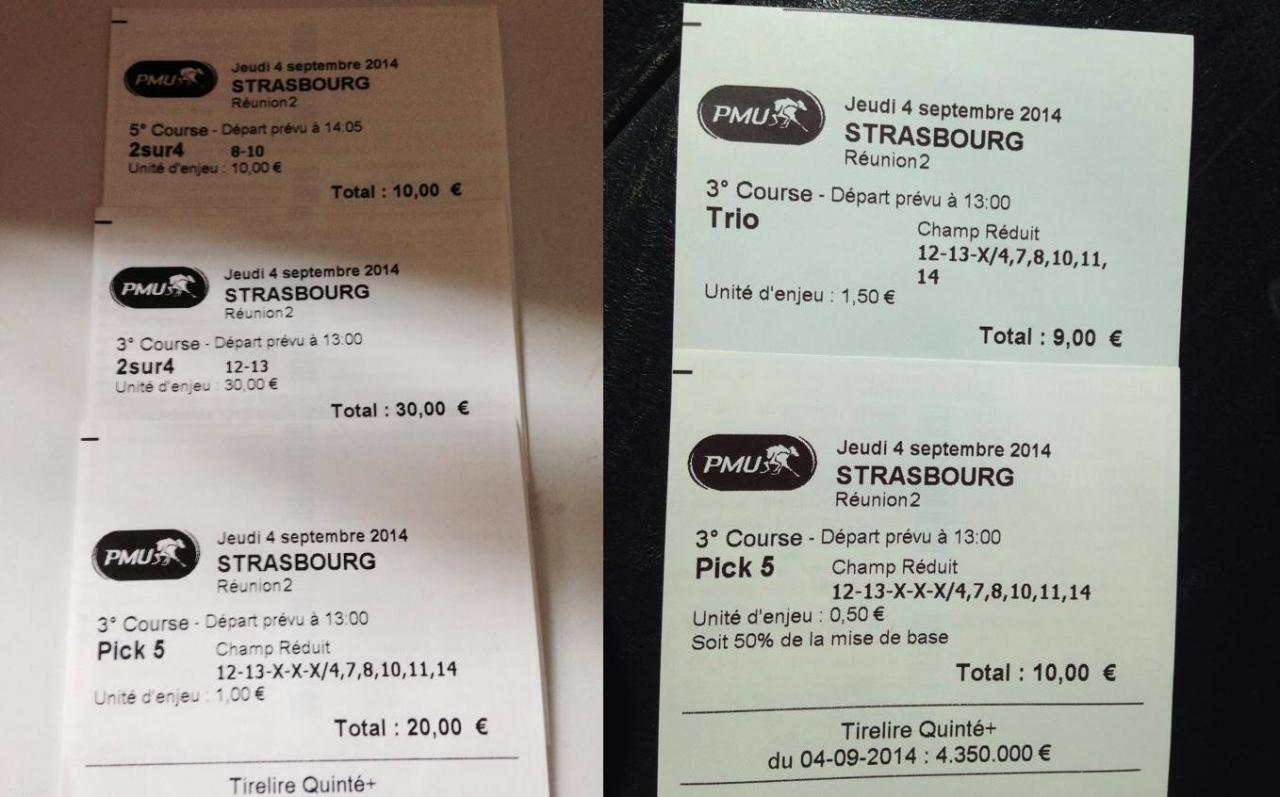 PMU
Jeudi 4 septembre 2014
STRASBOURG
Réunion2
5° Course - Départ prévu à 14:05
2sur4 8-10
Unité d'enjeu : 10,00 €
Total : 10,00 €
PMU
Jeudi 4 septembre 2014
STRASBOURG
Réunion2
3° Course - Départ prévu à 13:00
2sur4 12-13
Unité d'enjeu : 30,00 €
Total : 30,00 €
PMU
Jeudi 4 septembre 2014
STRASBOURG
Réunion2
3° Course - Départ prévu à 13:00
Pick 5 Champ Réduit
12-13-X-X-X/4,7,8,10,11,14
Unité d'enjeu : 1,00 €
Total : 20,00 €
Tirelire Quinté+
PMU
Jeudi 4 septembre 2014
STRASBOURG
Réunion2
3° Course - Départ prévu à 13:00
Trio Champ Réduit
12-13-X/4,7,8,10,11,
14
Unité d'enjeu : 1,50 €
Total : 9,00 €
PMU
Jeudi 4 septembre 2014
STRASBOURG
Réunion2
3° Course - Départ prévu à 13:00
Pick 5 Champ Réduit
12-13-X-X-X/4,7,8,10,11,14
Unité d'enjeu : 0,50 €
Soit 50% de la mise de base
Total : 10,00 €
Tirelire Quinté+
du 04-09-2014 : 4.350.000 €